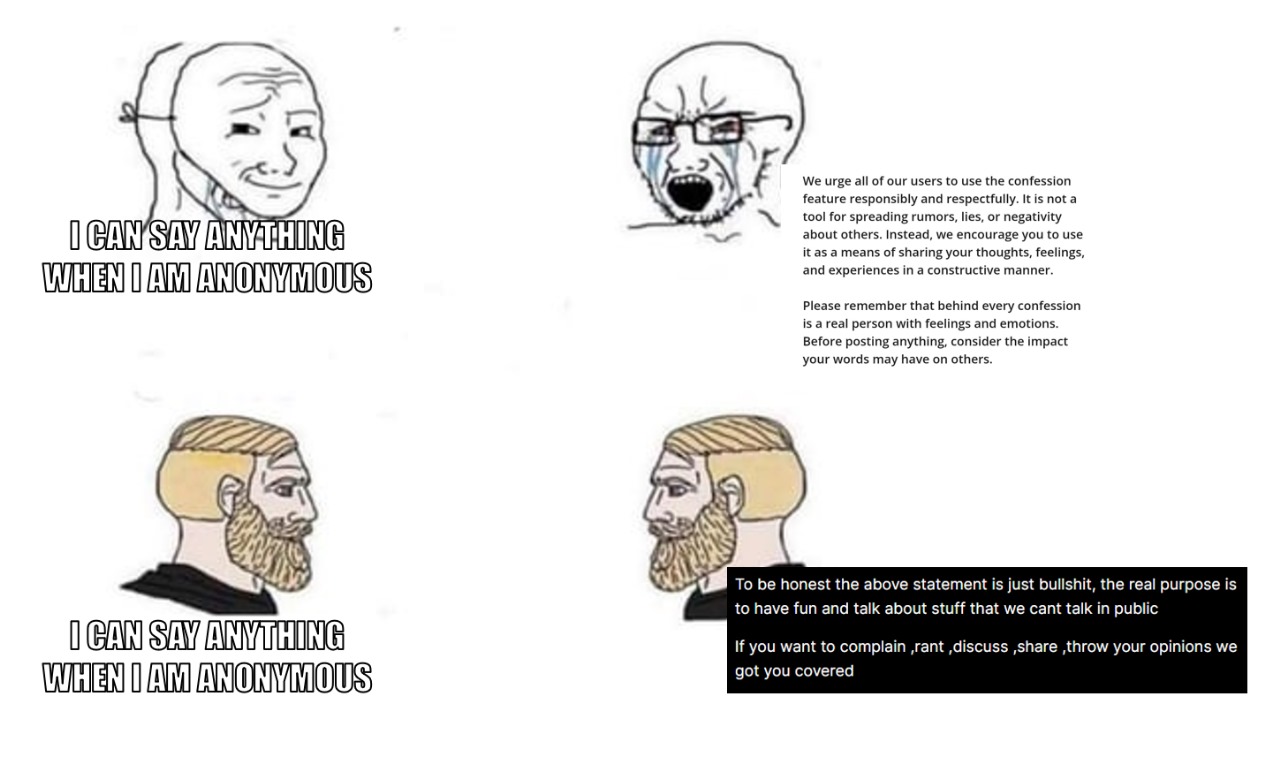 I CAN SAY ANYTHING
WHEN I AM ANONYMOUS
We urge all of our users to use the confession
feature responsibly and respectfully. It is not a
tool for spreading rumors, lies, or negativity
about others. Instead, we encourage you to use
it as a means of sharing your thoughts, feelings,
and experiences in a constructive manner.
Please remember that behind every confession
is a real person with feelings and emotions.
Before posting anything, consider the impact
your words may have on others.
I CAN SAY ANYTHING
WHEN I AM ANONYMOUS
To be honest the above statement is just bullshit, the real purpose is
to have fun and talk about stuff that we cant talk in public
If you want to complain ,rant ,discuss ,share ,throw your opinions we
got you covered